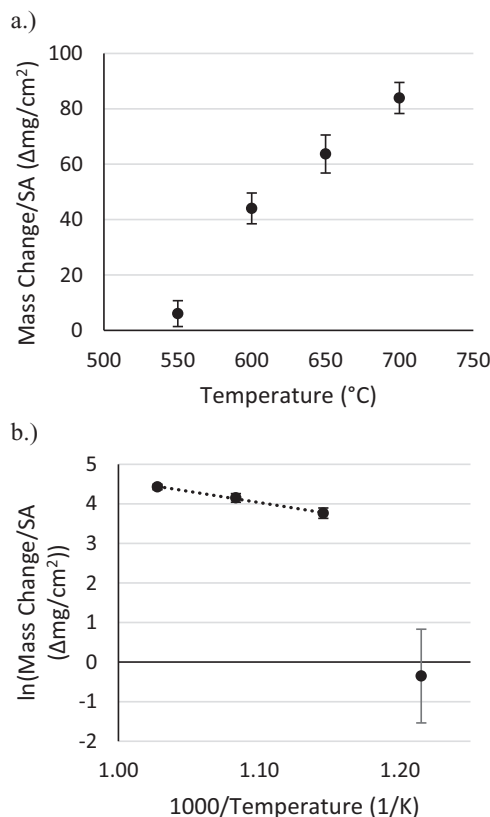 a.)
Mass Change/SA (Δmg/cm²)
100
80
60
40
20
0
500 550 600 650 700 750
Temperature (°C)
b.)
ln(Mass Change/SA
(Δmg/cm²))
5
4
3
2
1
0
-1
-2
1.00 1.10 1.20
1000/Temperature (1/K)